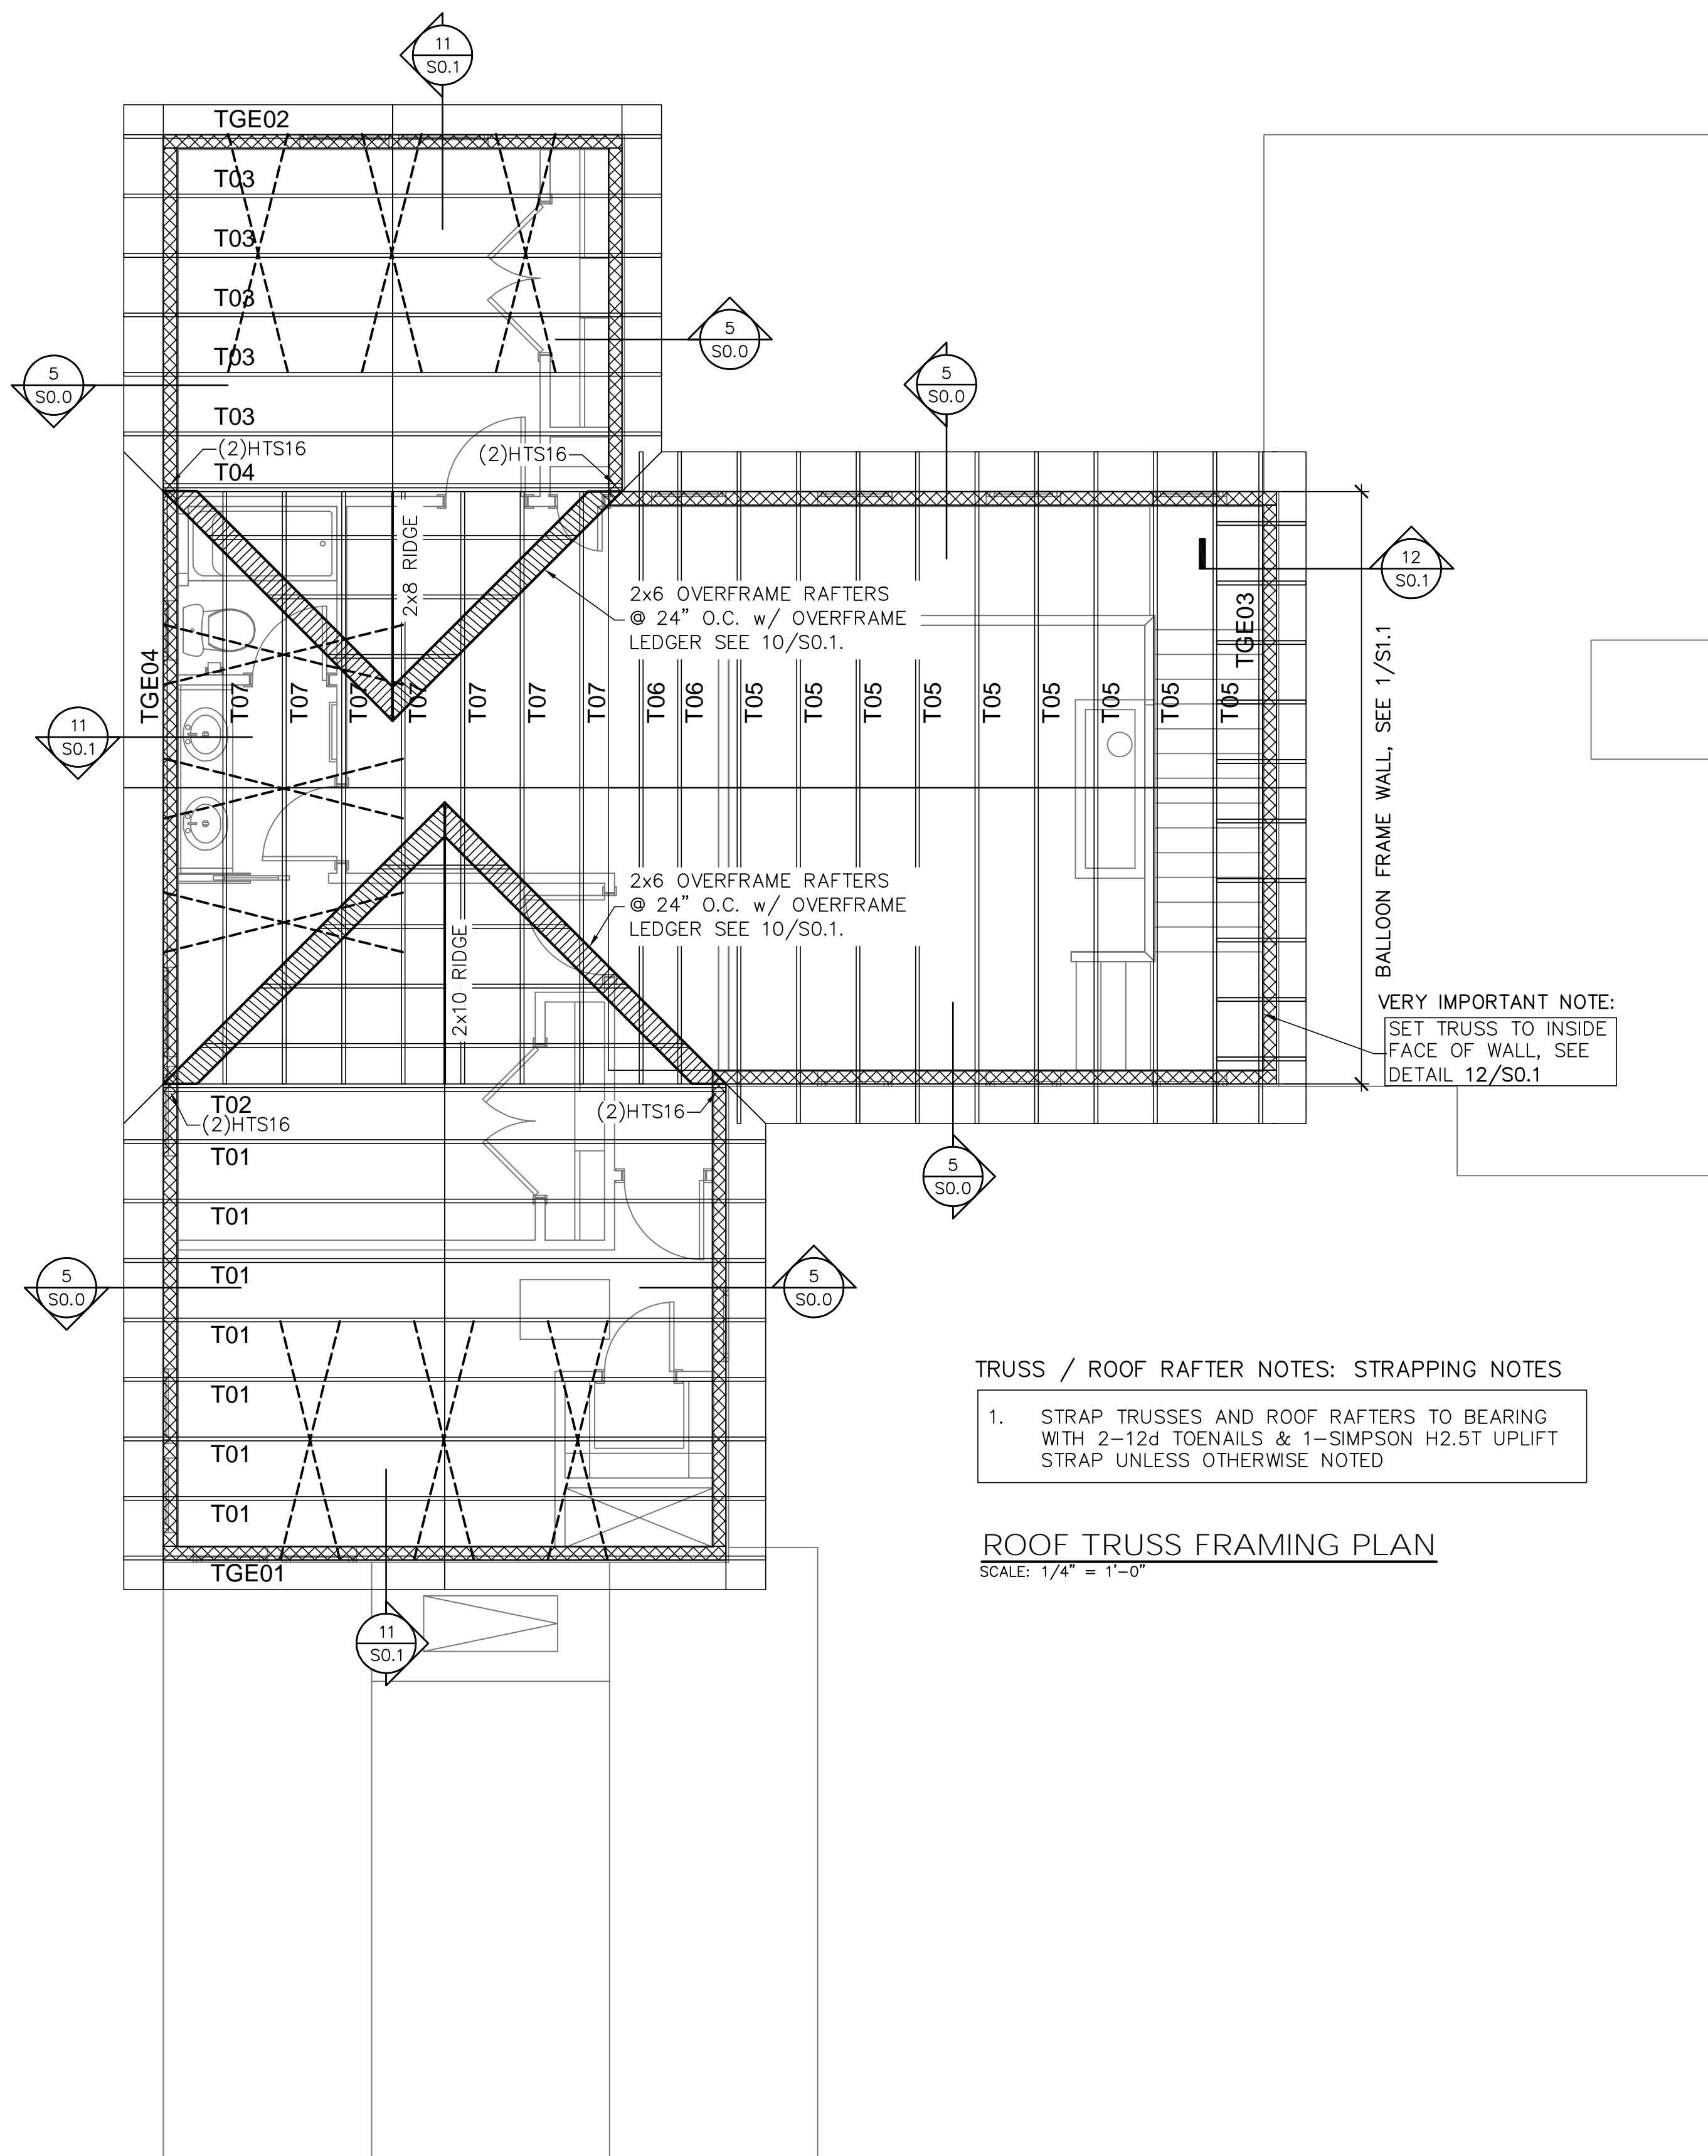 11
S0.1
TGE02
T03
T03
T03
5
S0.0
T03
5
S0.0
5
S0.0
T03
(2)HTS16
(2)HTS16
T04
2x8 RIDGE
12
S0.1
2x6 OVERFRAME RAFTERS
@ 24" O.C. w/ OVERFRAME
LEDGER SEE 10/S0.1.
TGE03
BALLOON FRAME WALL, SEE 1/S1.1
TGE04
T07
T07
T07
T07
T07
T07
T07
T06
T06
T05
T05
T05
T05
T05
T05
T05
T05
T05
11
S0.1
2x6 OVERFRAME RAFTERS
@ 24" O.C. w/ OVERFRAME
LEDGER SEE 10/S0.1.
2x10 RIDGE
VERY IMPORTANT NOTE:
SET TRUSS TO INSIDE
FACE OF WALL, SEE
DETAIL 12/S0.1
T02
(2)HTS16
(2)HTS16
T01
5
S0.0
T01
T01
5
S0.0
5
S0.0
T01
T01
T01
T01
TGE01
11
S0.1
TRUSS / ROOF RAFTER NOTES: STRAPPING NOTES
1. STRAP TRUSSES AND ROOF RAFTERS TO BEARING
WITH 2-12d TOENAILS & 1-SIMPSON H2.5T UPLIFT
STRAP UNLESS OTHERWISE NOTED
ROOF TRUSS FRAMING PLAN
SCALE: 1/4" = 1'-0"